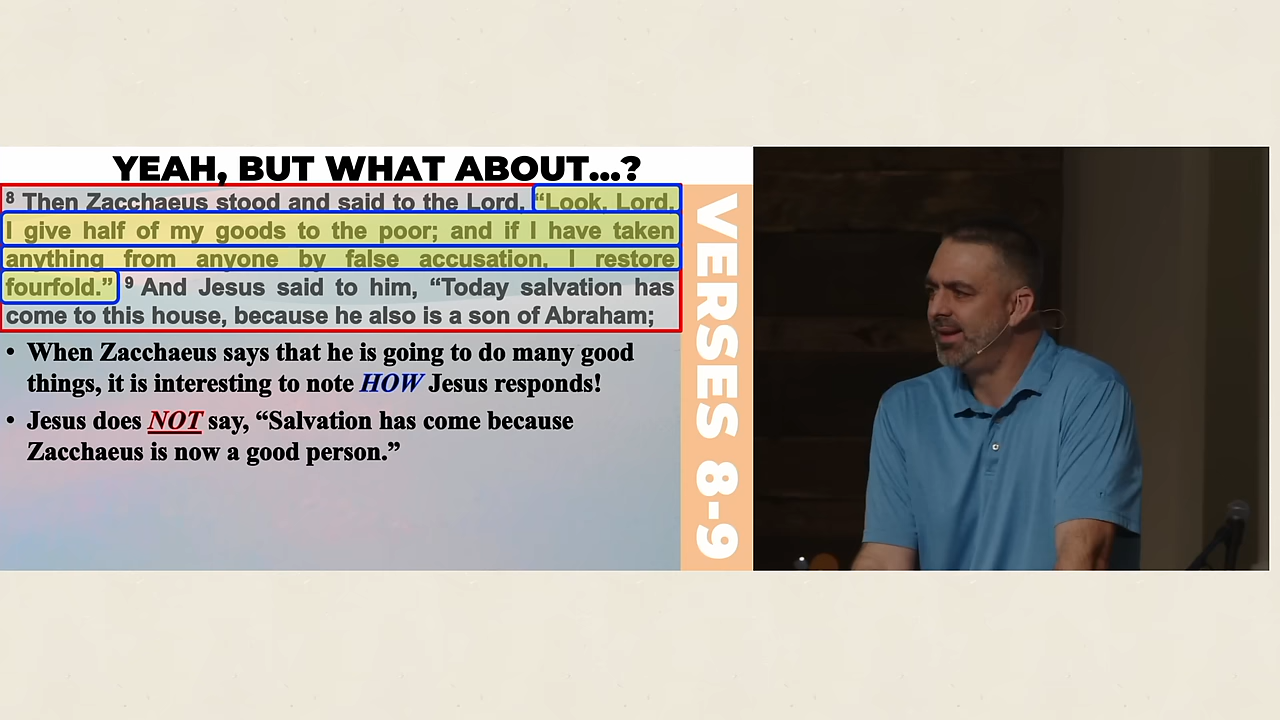 YEAH, BUT WHAT ABOUT...?
8 Then Zacchaeus stood and said to the Lord, “Look, Lord,
I give half of my goods to the poor; and if I have taken
anything from anyone by false accusation, I restore
fourfold.” 9 And Jesus said to him, “Today salvation has
come to this house, because he also is a son of Abraham;
• When Zacchaeus says that he is going to do many good
things, it is interesting to note HOW Jesus responds!
• Jesus does NOT say, “Salvation has come because
Zacchaeus is now a good person.”
VERSES 8-9